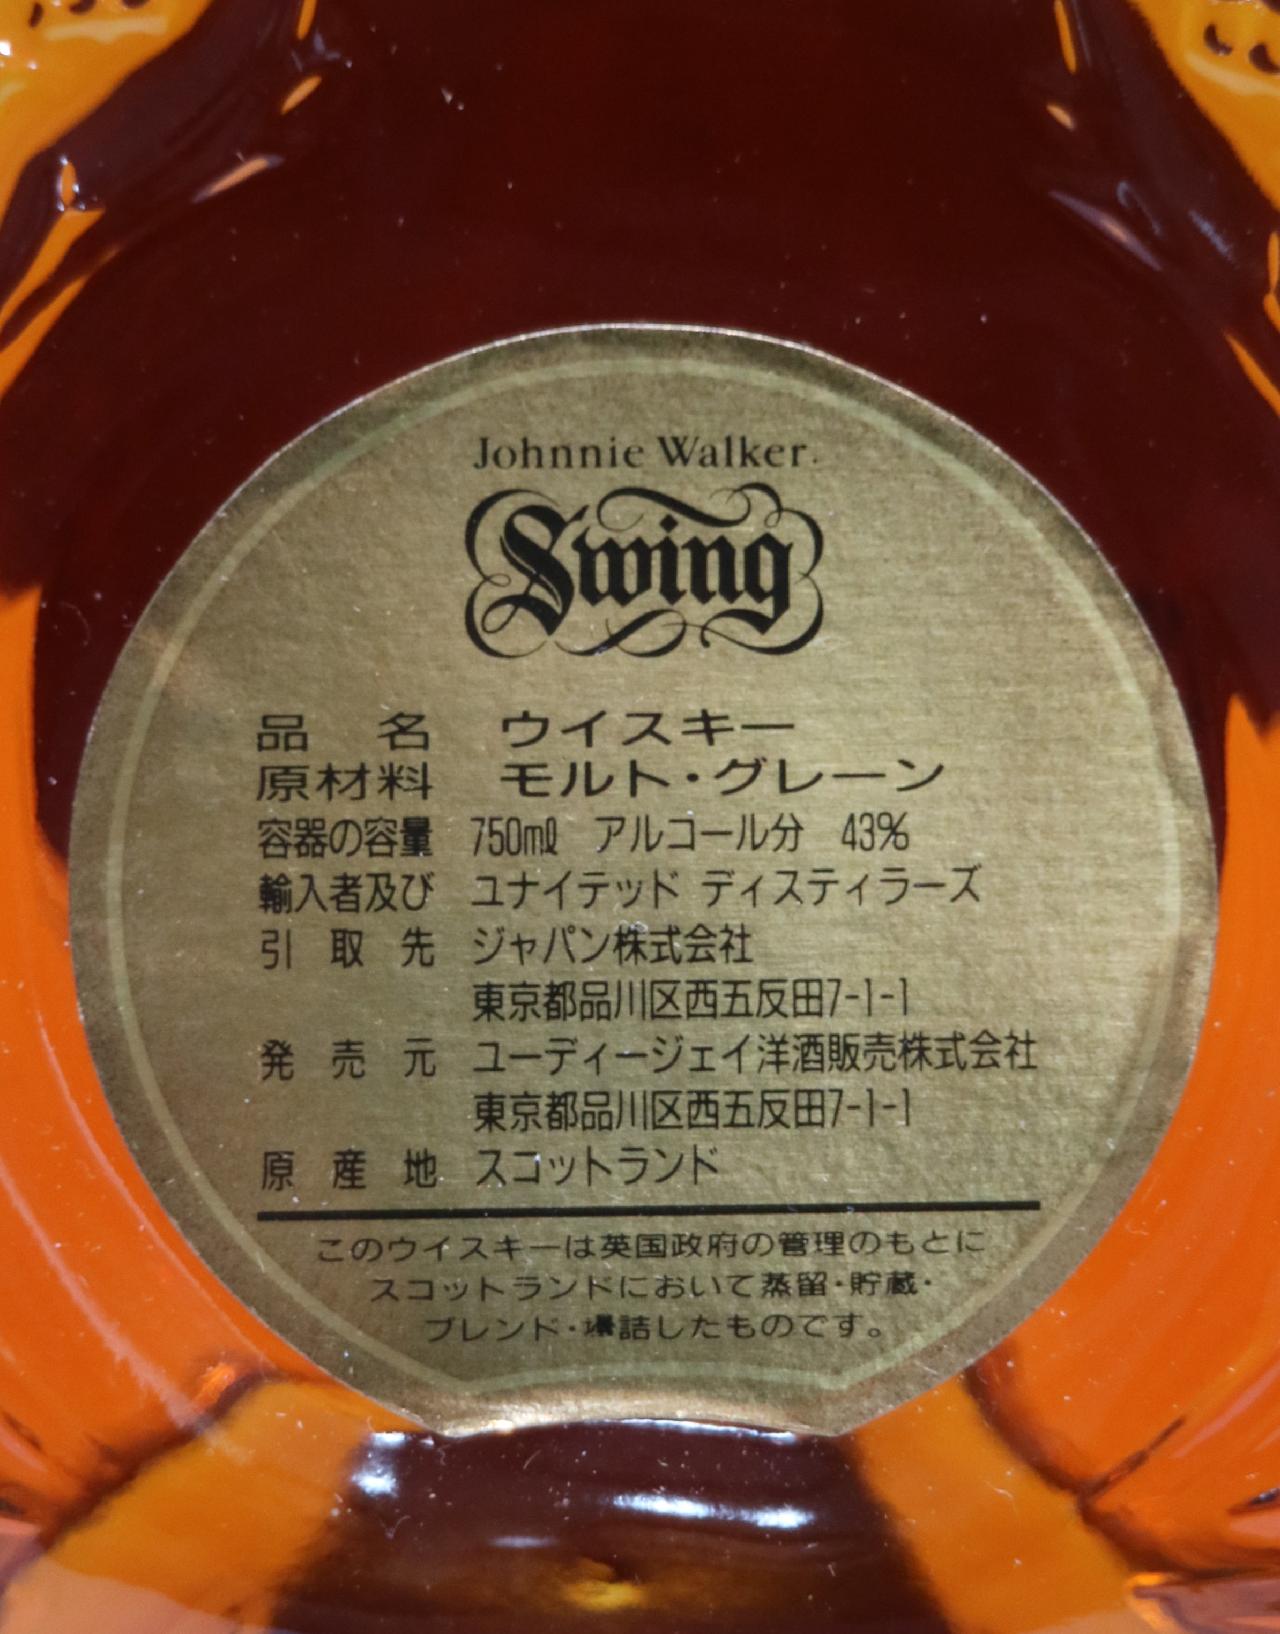 Johnnie Walker.
Swing
品名 ウイスキー
原材料 モルト・グレーン
容器の容量 750mℓ アルコール分 43%
輸入者及び ユナイテッド ディスティラーズ
引取先 ジャパン株式会社
東京都品川区西五反田7-1-1
発売元 ユーディージェイ洋酒販売株式会社
東京都品川区西五反田7-1-1
原産地 スコットランド
このウイスキーは英国政府の管理のもとに
スコットランドにおいて蒸留・貯蔵・
ブレンド・壜詰したものです。